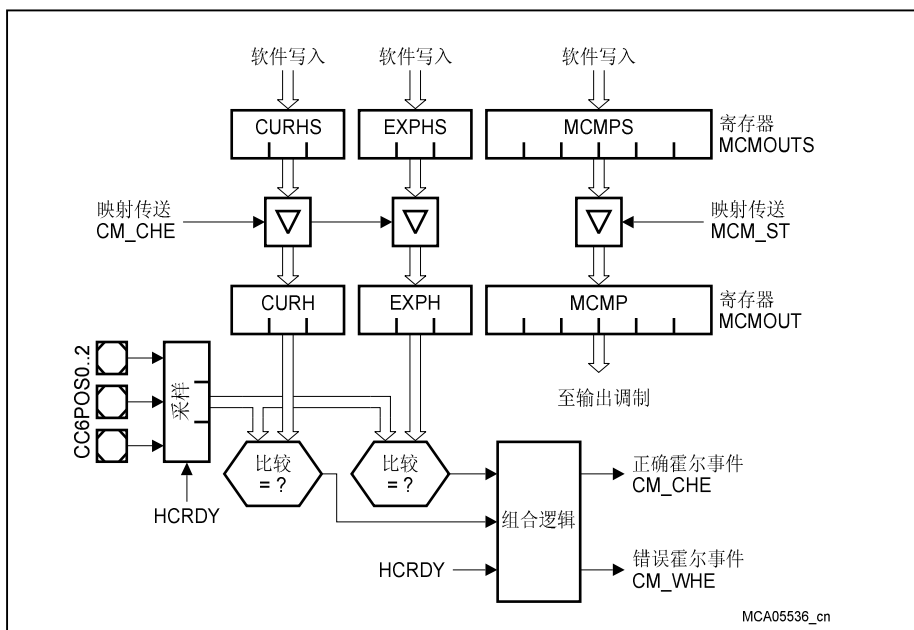 软件写入
软件写入
软件写入
CURHS
EXPHS
MCMPS
寄存器
MCMOUTS
映射传送
CM_CHE
映射传送
MCM_ST
CURH
EXPH
MCMP
寄存器
MCMOUT
CC6POS0..2
采样
至输出调制
比较
= ?
比较
= ?
HCRDY
组合逻辑
正确霍尔事件
CM_CHE
HCRDY
错误霍尔事件
CM_WHE
MCA05536_cn